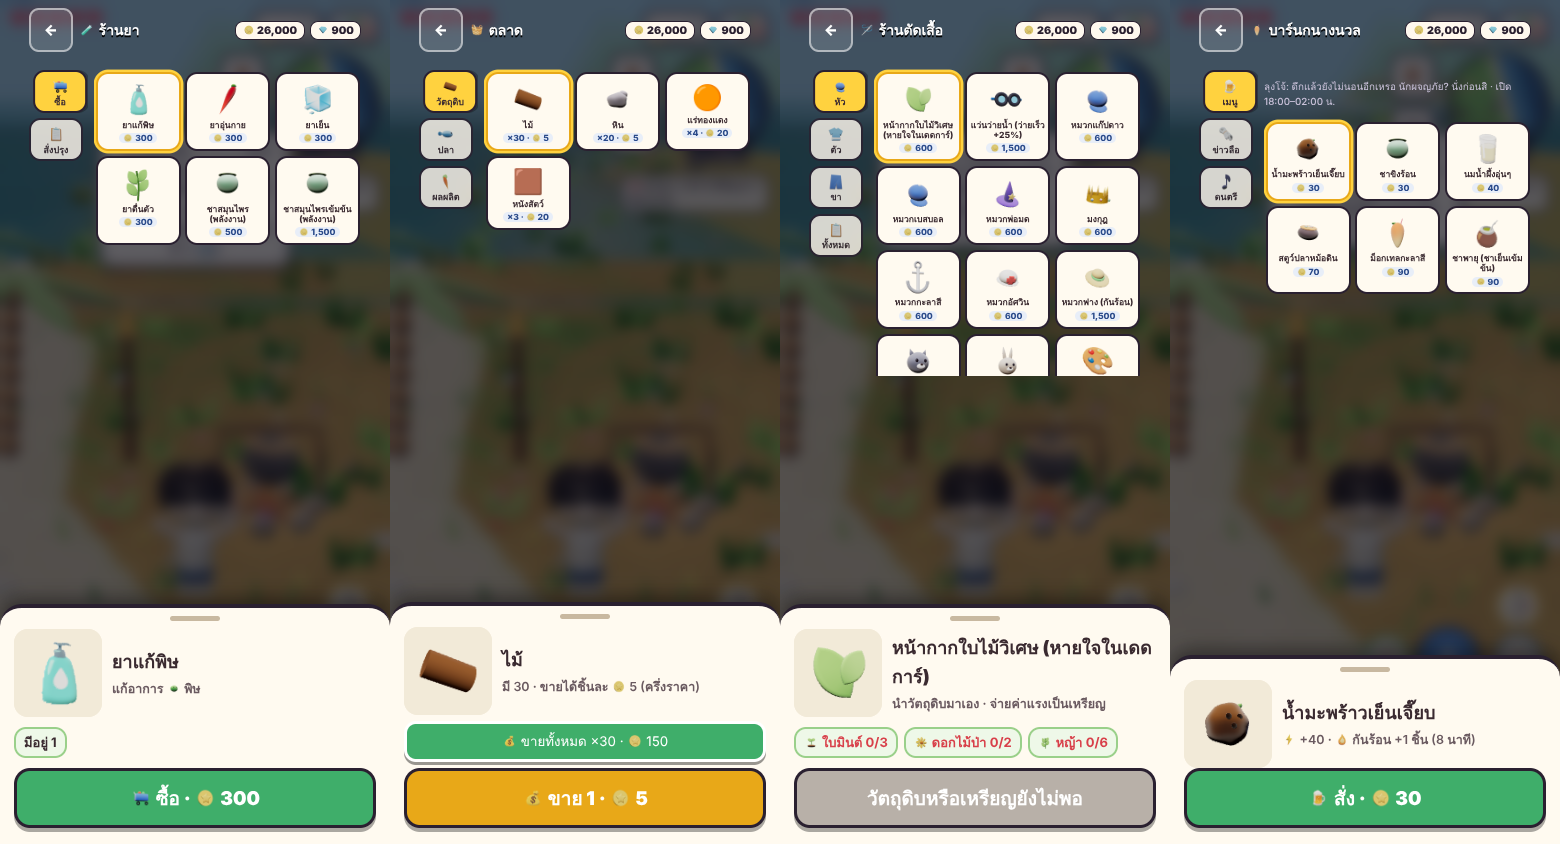 ร้านยา
26,000
900
ซื้อ
สั่งปรุง
ยาแก้พิษ
300
ยาอุ่นกาย
300
ยาเย็น
300
ยาตื่นตัว
300
ชาสมุนไพร
(พลังงาน)
500
ชาสมุนไพรเข้มข้น
(พลังงาน)
1,500
ยาแก้พิษ
แก้อาการ พิษ
มีอยู่ 1
ซื้อ · 300
ตลาด
26,000
900
วัตถุดิบ
ปลา
ผลผลิต
ไม้
×30 · 5
หิน
×20 · 5
แร่ทองแดง
×4 · 20
หนังสัตว์
×3 · 20
ไม้
มี 30 · ขายได้ชิ้นละ 5 (ครึ่งราคา)
ขายทั้งหมด ×30 · 150
ขาย 1 · 5
ร้านตัดเสื้อ
26,000
900
หัว
ตัว
ขา
ทั้งหมด
หน้ากากใบไม้วิเศษ
(หายใจในเดดการ์)
600
แว่นว่ายน้ำ (ว่ายเร็ว
+25%)
1,500
หมวกแก๊ปดาว
600
หมวกเบสบอล
600
หมวกพ่อมด
600
มงกุฎ
600
หมวกกะลาสี
600
หมวกอัศวิน
600
หมวกฟาง (กันร้อน)
1,500
หน้ากากใบไม้วิเศษ (หายใจในเดด
การ์)
นำวัตถุดิบมาเอง · จ่ายค่าแรงเป็นเหรียญ
ใบมินต์ 0/3
ดอกไม้ป่า 0/2
หญ้า 0/6
วัตถุดิบหรือเหรียญยังไม่พอ
บาร์นกนางนวล
26,000
900
เมนู
ข่าวลือ
ดนตรี
ลุงโจ้: ดึกแล้วยังไม่นอนอีกเหรอ นักผจญภัย? นั่งก่อนสิ · เปิด
18:00–02:00 น.
น้ำมะพร้าวเย็นเจี๊ยบ
30
ชาขิงร้อน
30
นมน้ำผึ้งอุ่นๆ
40
สตูว์ปลาหม้อดิน
70
ม็อกเทลกะลาสี
90
ชาพายุ (ชาเย็นเข้ม
ข้น)
90
น้ำมะพร้าวเย็นเจี๊ยบ
+40 · กันร้อน +1 ชิ้น (8 นาที)
สั่ง · 30